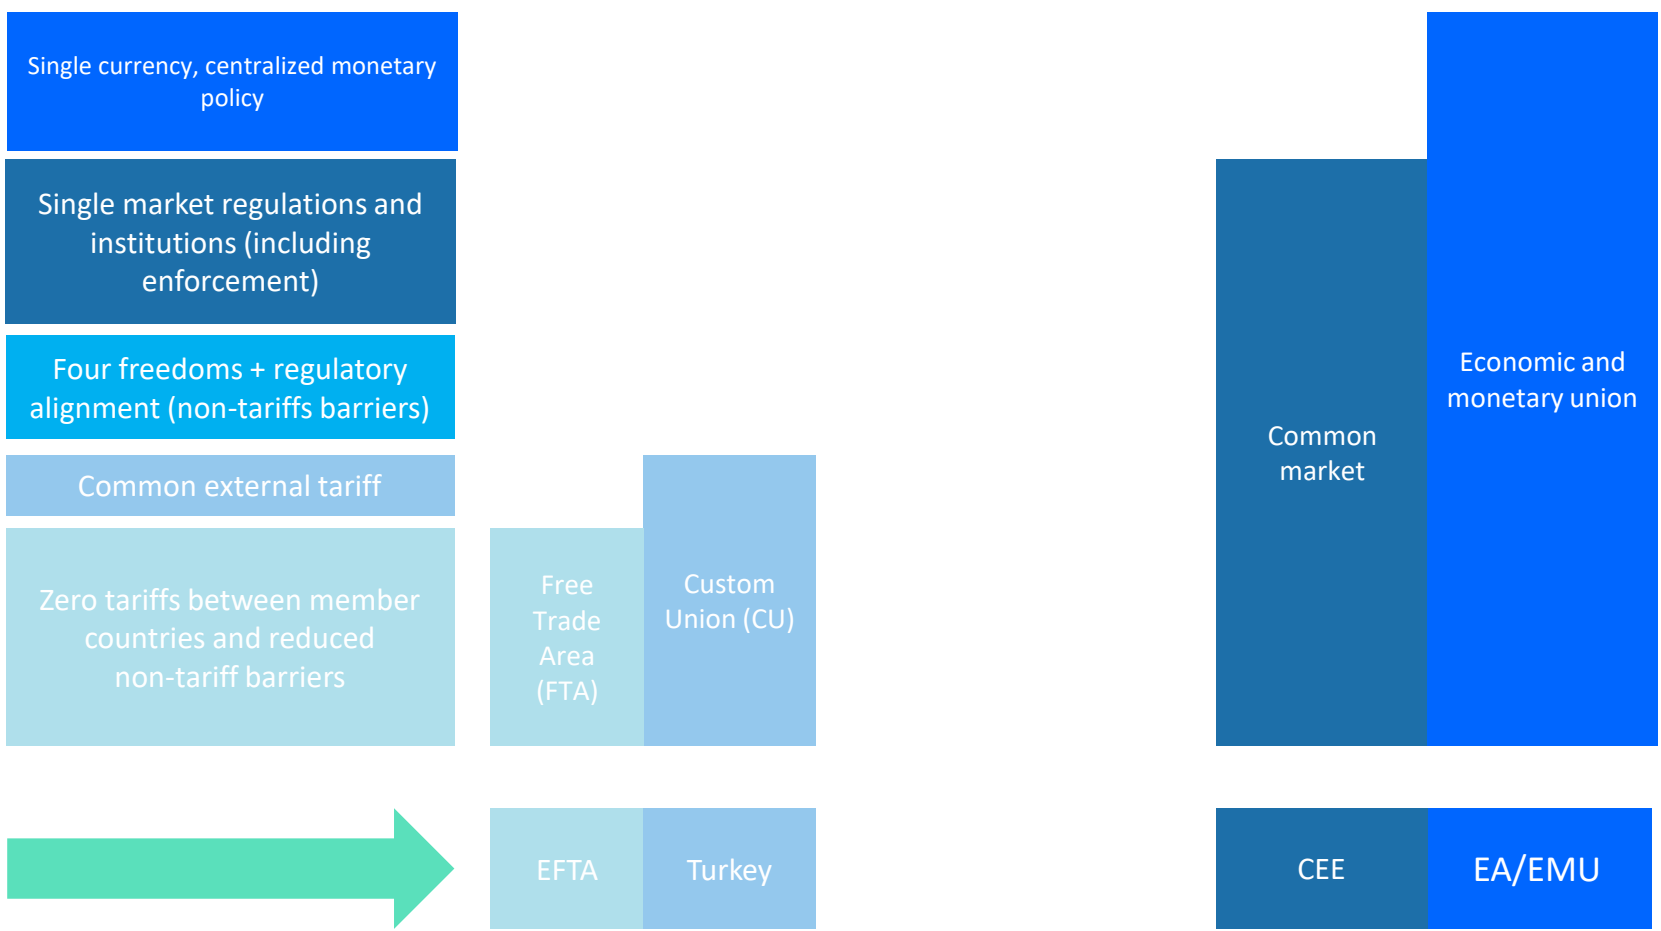 Single currency, centralized monetary
policy
Single market regulations and
institutions (including
enforcement)
Four freedoms + regulatory
alignment (non-tariffs barriers)
Common external tariff
Zero tariffs between member
countries and reduced
non-tariff barriers
Free
Trade
Area
(FTA)
Custom
Union (CU)
Common
market
Economic and
monetary union
EFTA
Turkey
CEE
EA/EMU